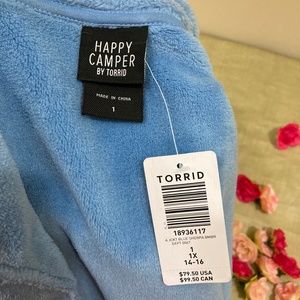 HAPPY
CAMPER
BY TORRID
MADE IN CHINA
1
TORRID
18936117
1
1X
14-16
$79.50 USA
$99.50 CAN